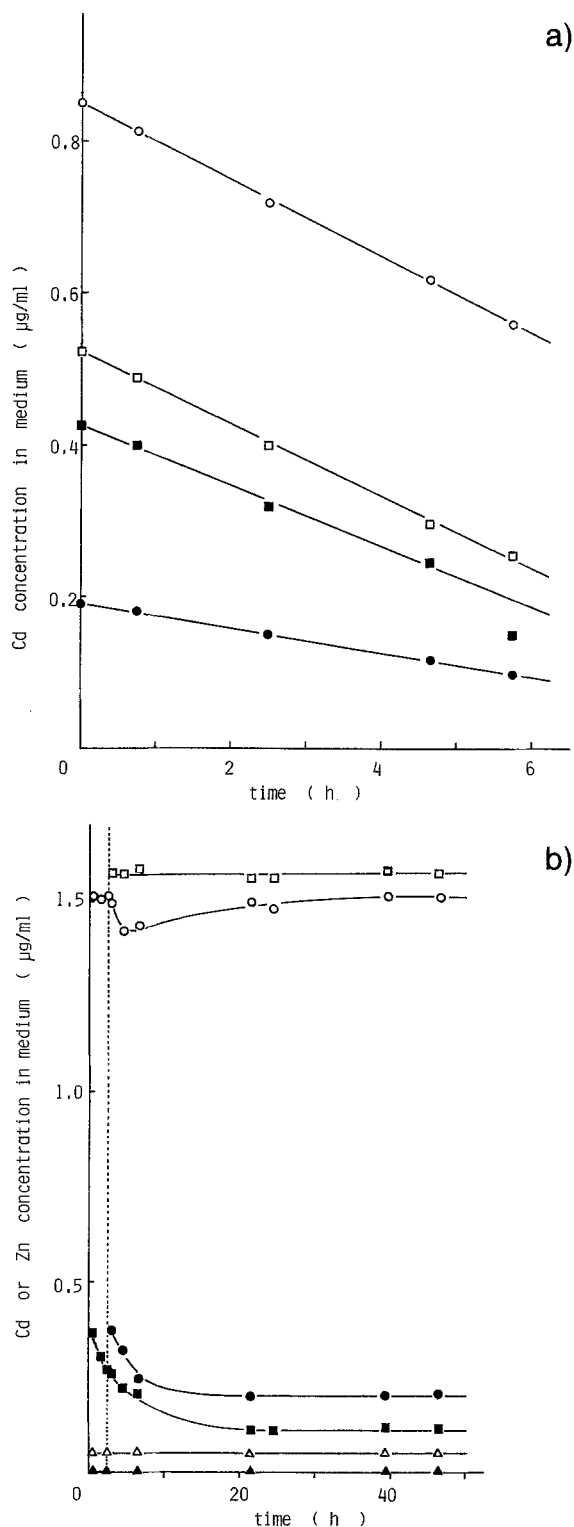 a)
0.8
0.6
0.4
0.2
0 2 4 6
Cd concentration in medium ( µg/ml )
time ( h. )
b)
1.5
1.0
0.5
0 20 40
Cd or Zn concentration in medium ( µg/ml )
time ( h )